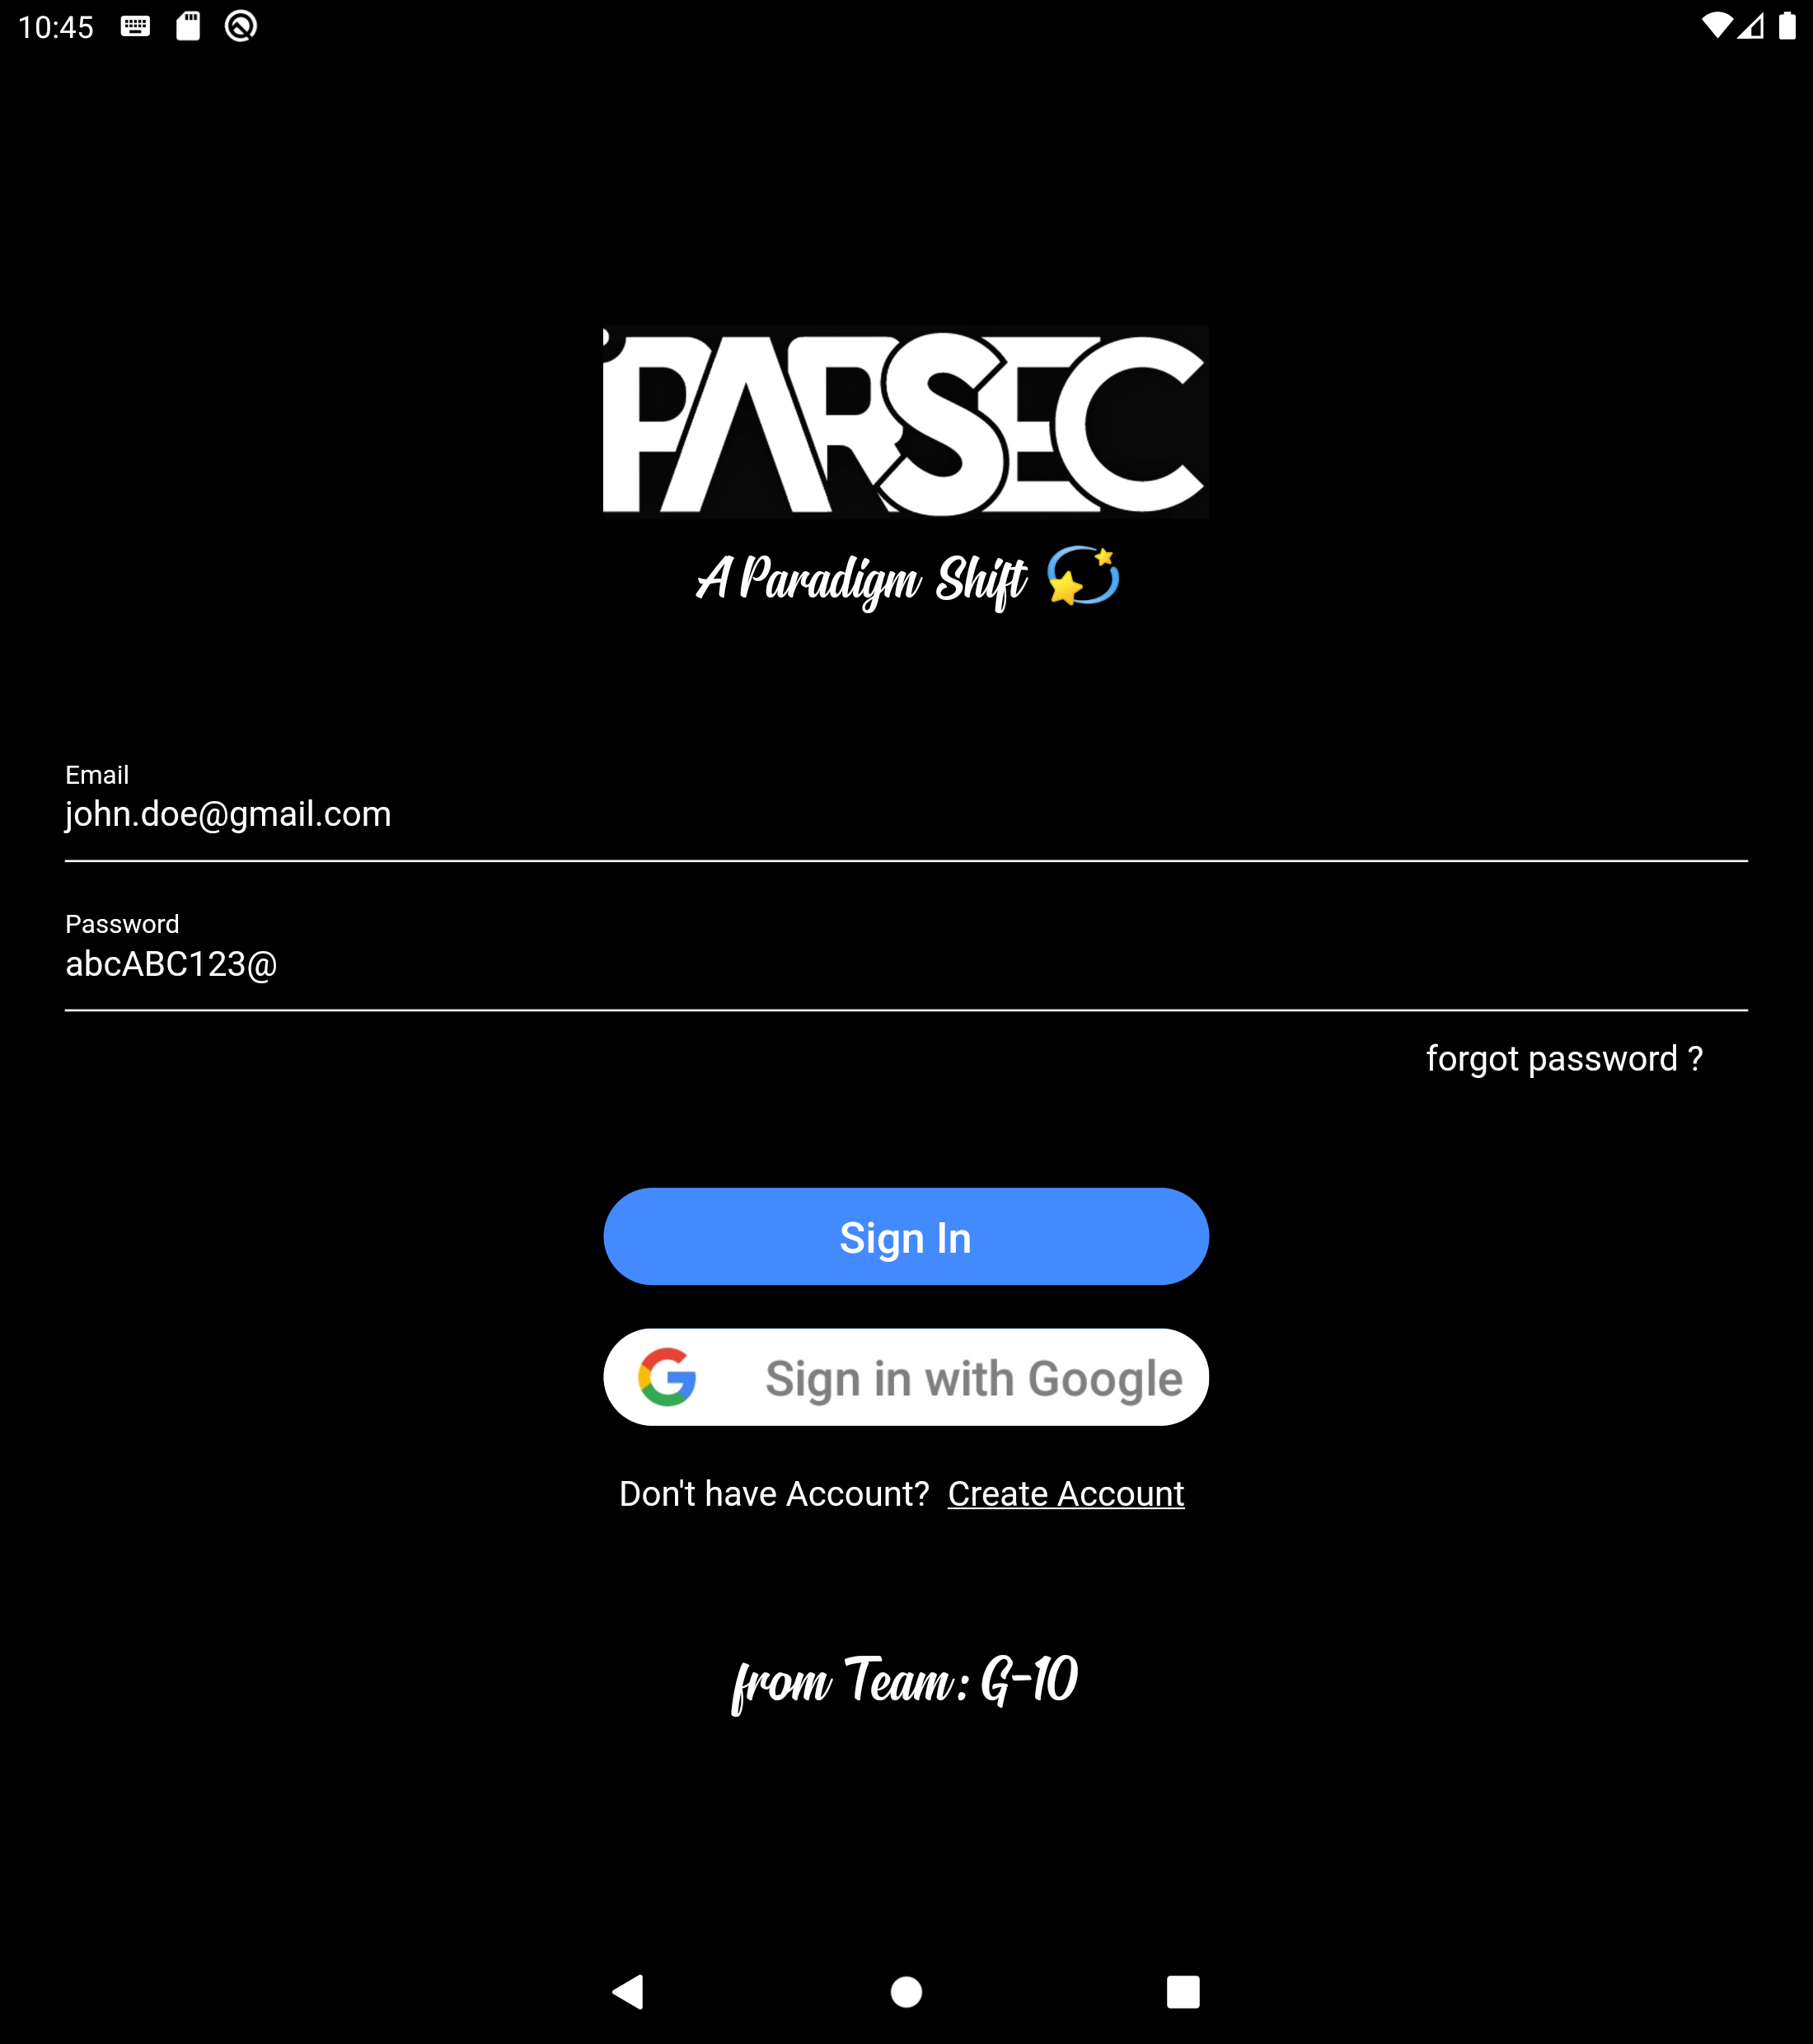 10:45
PARSEC
A Paradigm Shift 💫
Email
john.doe@gmail.com
Password
abcABC123@
forgot password ?
Sign In
Sign in with Google
Don't have Account? Create Account
from Team: G-10